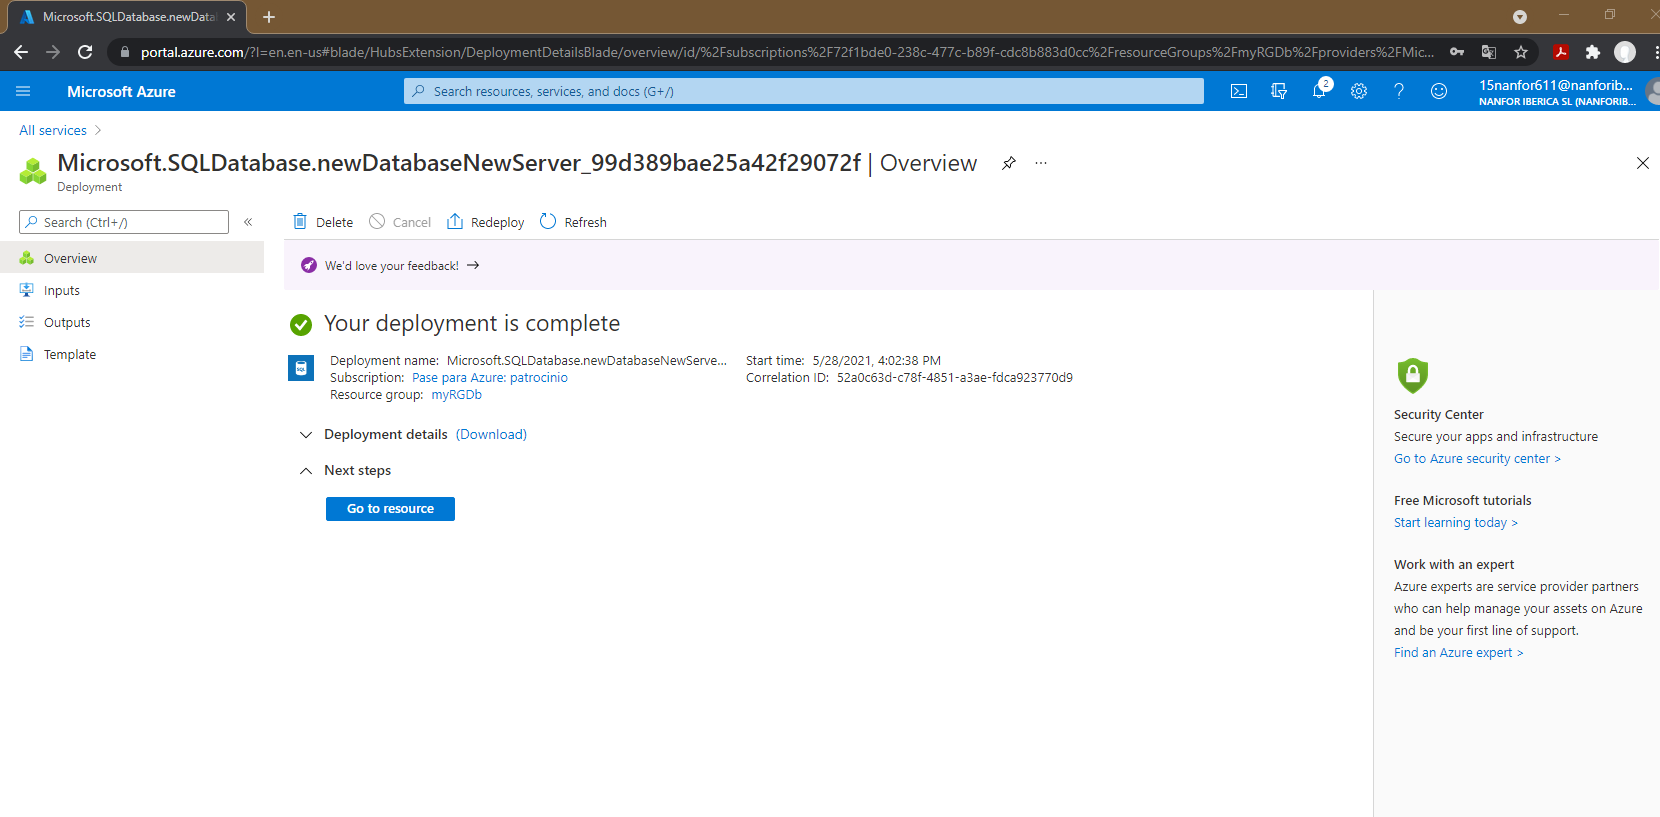 Microsoft.SQLDatabase.newData
portal.azure.com/?l=en.en-us#blade/HubsExtension/DeploymentDetailsBlade/overview/id/%2Fsubscriptions%2F72f1bde0-238c-477c-b89f-cdc8b883d0cc%2FresourceGroups%2FmyRGDb%2Fproviders%2FMic...
Microsoft Azure
Search resources, services, and docs (G+/)
2
15nanfor611@nanforib...
NANFOR IBERICA SL (NANFORIB...
All services
Microsoft.SQLDatabase.newDatabaseNewServer_99d389bae25a42f29072f | Overview
Deployment
Search (Ctrl+/)
Delete
Cancel
Redeploy
Refresh
Overview
Inputs
Outputs
Template
We'd love your feedback!
Your deployment is complete
SQL
Deployment name: Microsoft.SQLDatabase.newDatabaseNewServe...
Subscription: Pase para Azure: patrocinio
Resource group: myRGDb
Start time: 5/28/2021, 4:02:38 PM
Correlation ID: 52a0c63d-c78f-4851-a3ae-fdca923770d9
Deployment details (Download)
Next steps
Go to resource
Security Center
Secure your apps and infrastructure
Go to Azure security center >
Free Microsoft tutorials
Start learning today >
Work with an expert
Azure experts are service provider partners
who can help manage your assets on Azure
and be your first line of support.
Find an Azure expert >